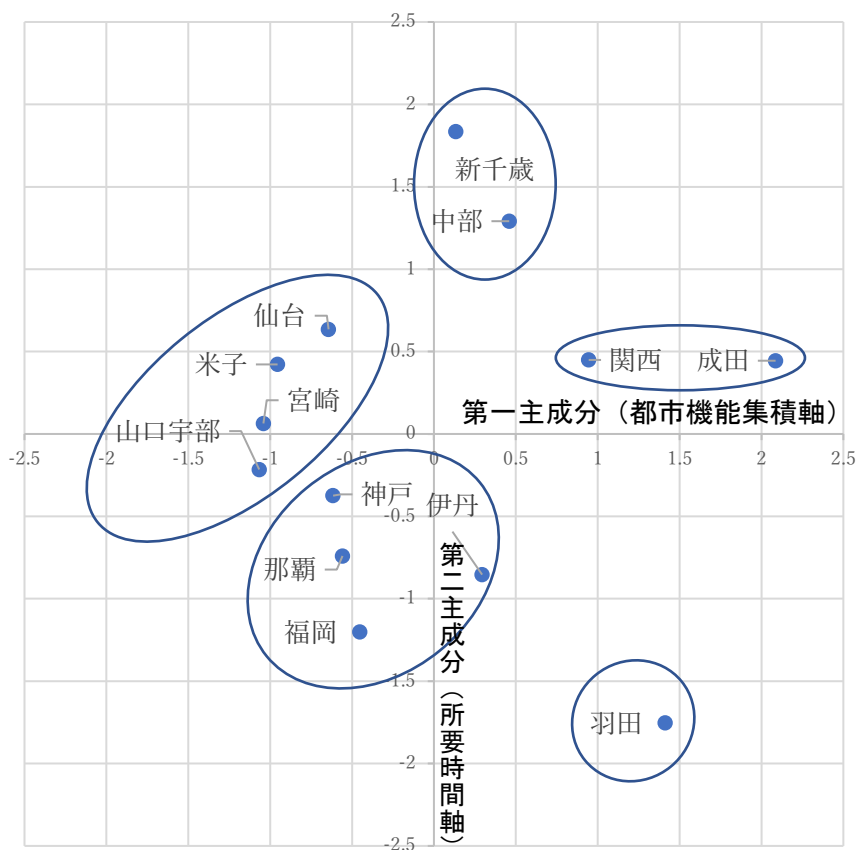 2.5
2
1.5
新千歳
中部
1
仙台
0.5
米子
関西
成田
宮崎
第一主成分（都市機能集積軸）
山口宇部
0
-2.5
-2
-1.5
-1
-0.5
0
0.5
1
1.5
2
2.5
神戸
伊丹
-0.5
第二主成分（所要時間軸）
那覇
-1
福岡
-1.5
羽田
-2
-2.5